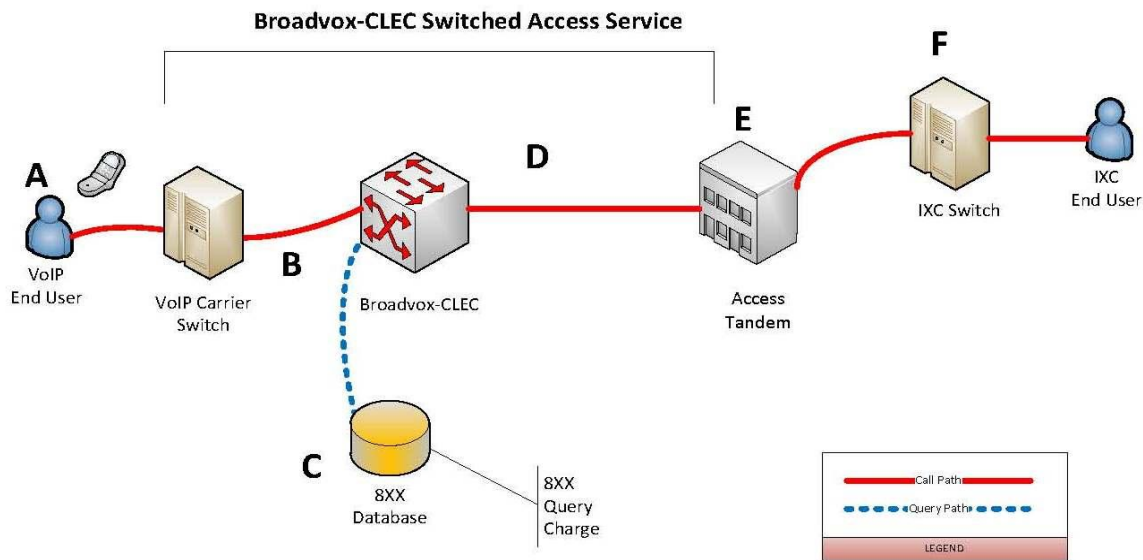 Broadvox-CLEC Switched Access Service
F
E
D
A
IXC
End User
IXC Switch
B
VoIP
End User
VoIP Carrier
Switch
Broadvox-CLEC
Access
Tandem
C
8XX
Database
8XX
Query
Charge
Call Path
Query Path
LEGEND